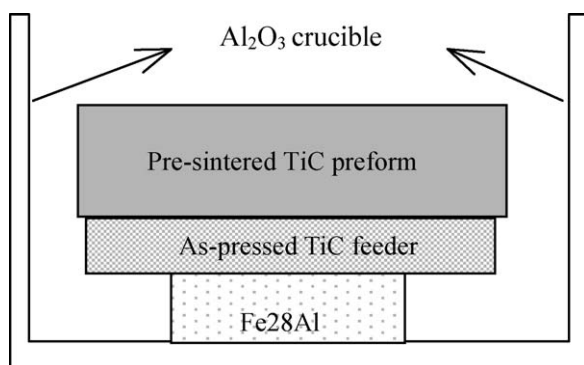 Al₂O₃ crucible
Pre-sintered TiC preform
As-pressed TiC feeder
Fe28Al